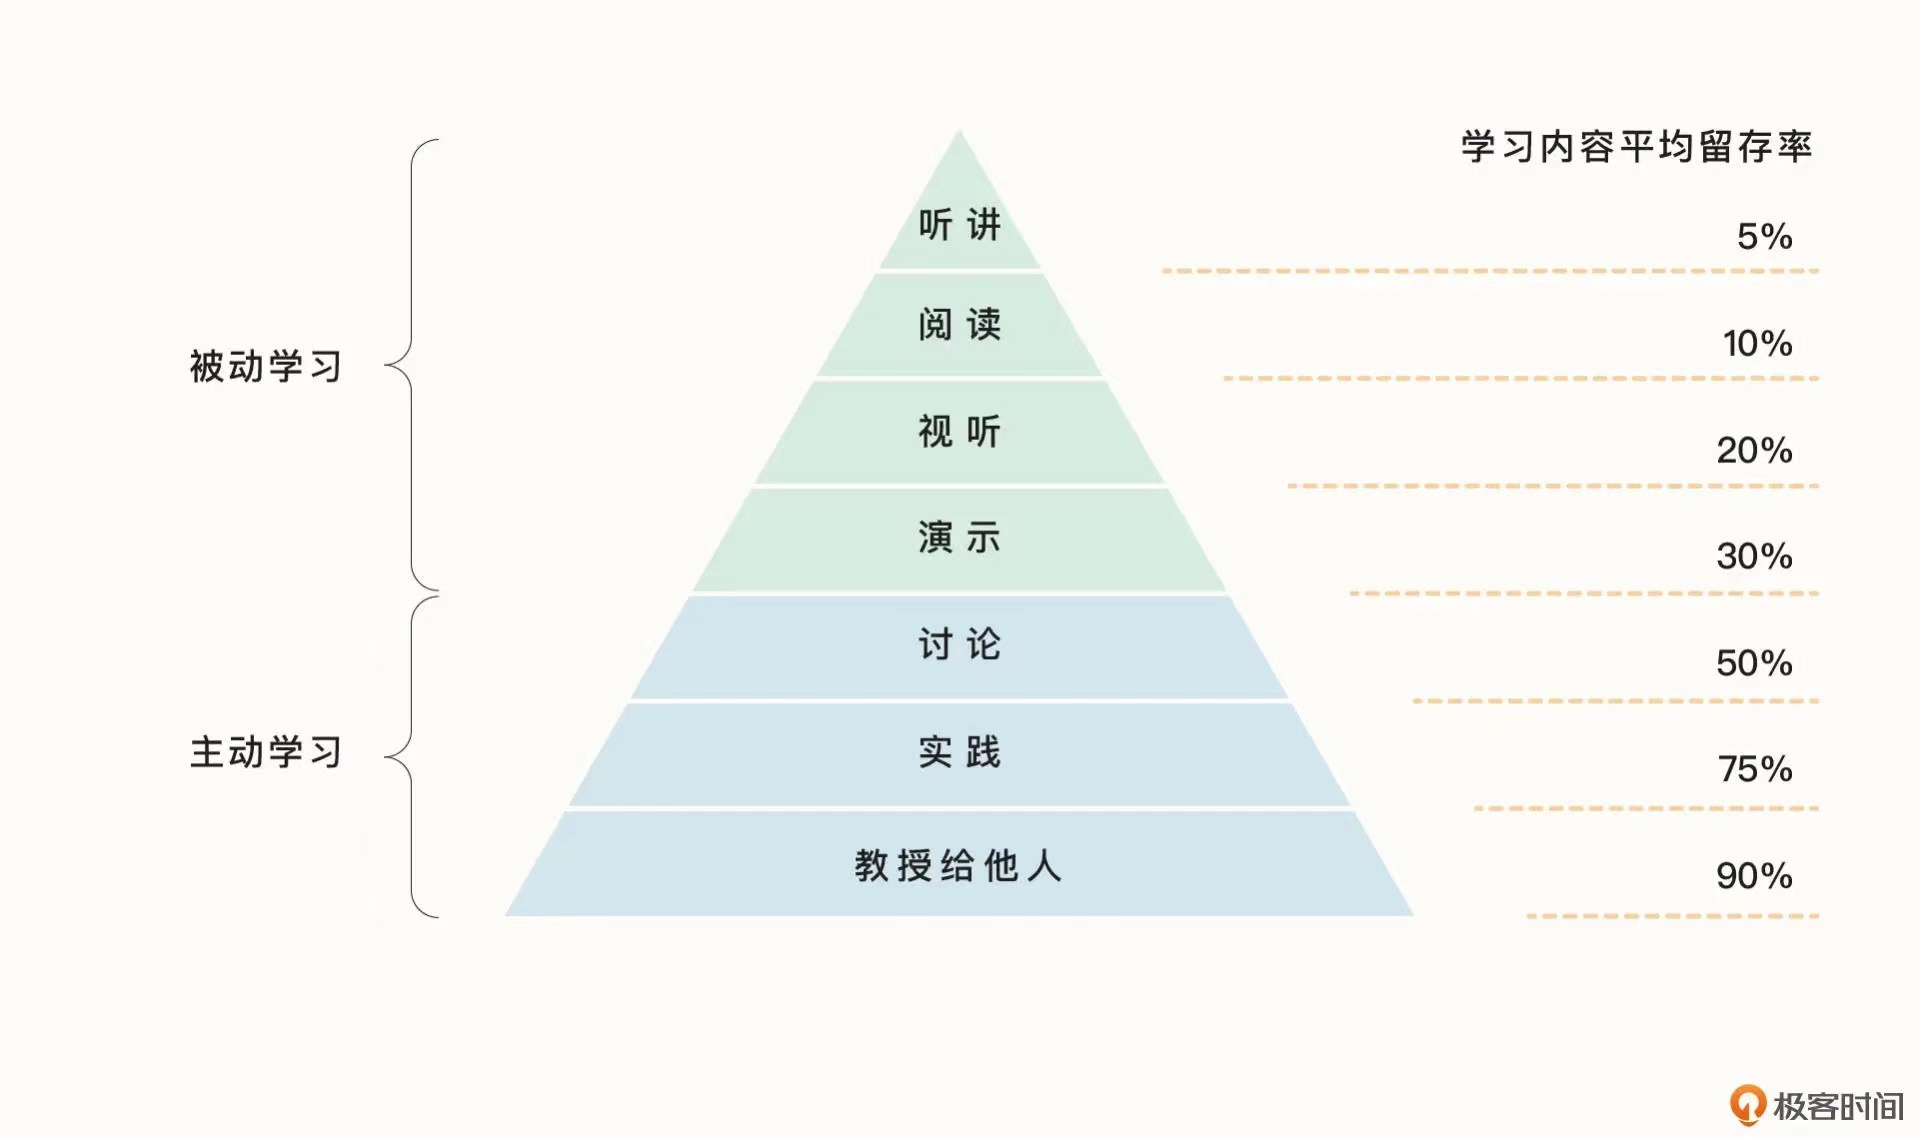 学习内容平均留存率
听讲
5%
阅读
10%
被动学习
视听
20%
演示
30%
讨论
50%
主动学习
实践
75%
教授给他人
90%
极客时间